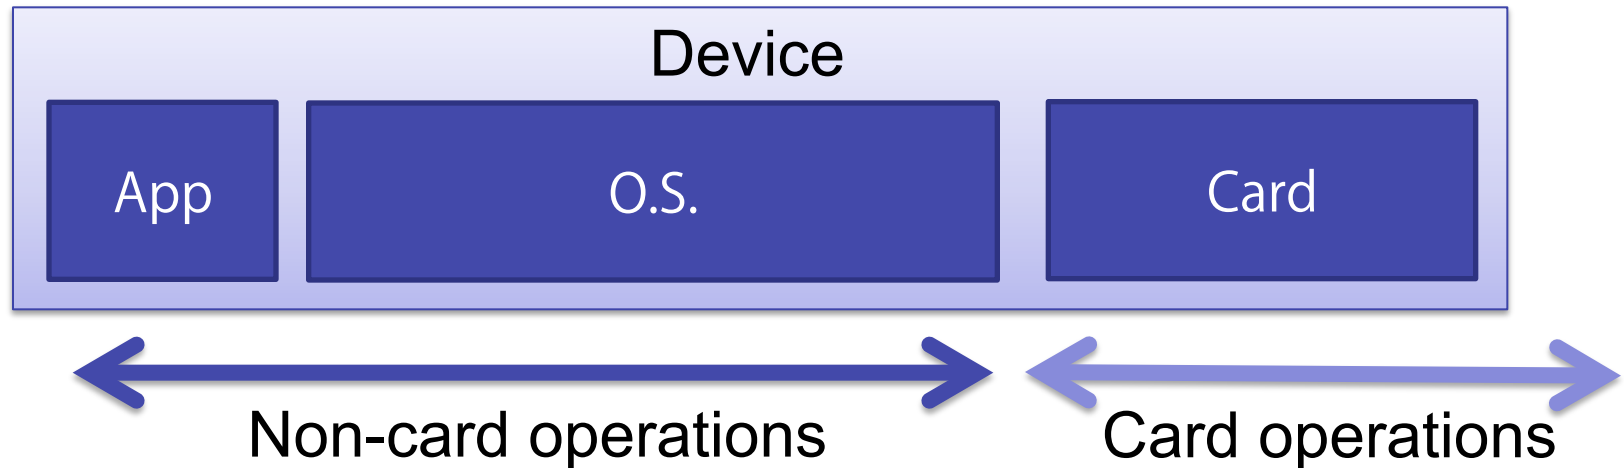 Device
App
O.S.
Card
Non-card operations
Card operations